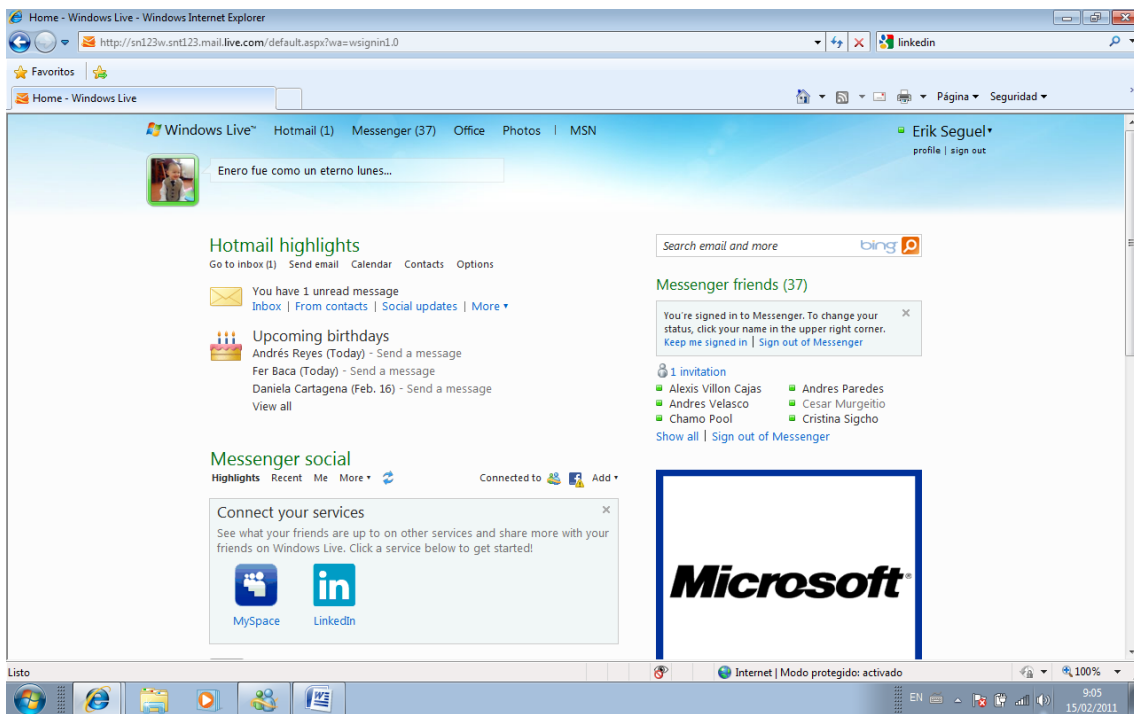 Home - Windows Live - Windows Internet Explorer
http://sn123w.snt123.mail.live.com/default.aspx?wa=wsignin1.0
linkedin
Favoritos
Home - Windows Live
Página
Seguridad
Windows Live™ Hotmail (1) Messenger (37) Office Photos | MSN
Erik Seguel
profile | sign out
Enero fue como un eterno lunes...
Hotmail highlights
Go to inbox (1) Send email Calendar Contacts Options
You have 1 unread message
Inbox | From contacts | Social updates | More
Upcoming birthdays
Andrés Reyes (Today) - Send a message
Fer Baca (Today) - Send a message
Daniela Cartagena (Feb. 16) - Send a message
View all
Messenger social
Highlights Recent Me More
Connected to
Add
Connect your services
See what your friends are up to on other services and share more with your
friends on Windows Live. Click a service below to get started!
in
MySpace
LinkedIn
Search email and more
bing
Messenger friends (37)
You're signed in to Messenger. To change your
status, click your name in the upper right corner.
Keep me signed in | Sign out of Messenger
1 invitation
Alexis Villon Cajas Andres Paredes
Andres Velasco Cesar Murgeitio
Chamo Pool Cristina Sigcho
Show all | Sign out of Messenger
Microsoft®
Listo
Internet | Modo protegido: activado
100%
EN
9:05
15/02/2011